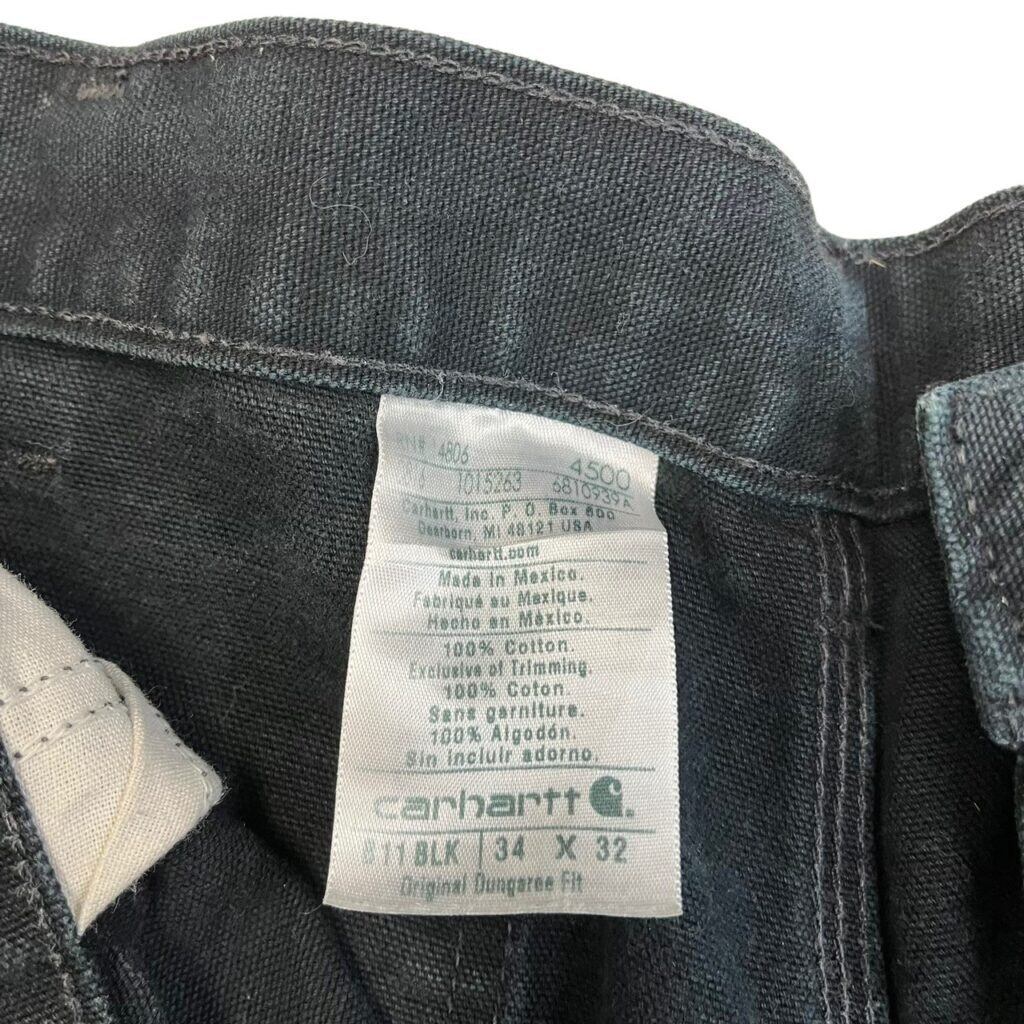 RN# 4806 4500
1015263 6810939A
Carhartt, Inc. P. O. Box 600
Dearborn, MI 48121 USA
carhartt.com
Made in Mexico.
Fabriqué au Mexique.
Hecho en México.
100% Cotton.
Exclusive of Trimming.
100% Coton
Sans garniture.
100% Algodón.
Sin incluir adorno.
carhartt
B11 BLK 34 X 32
Original Dungaree Fit